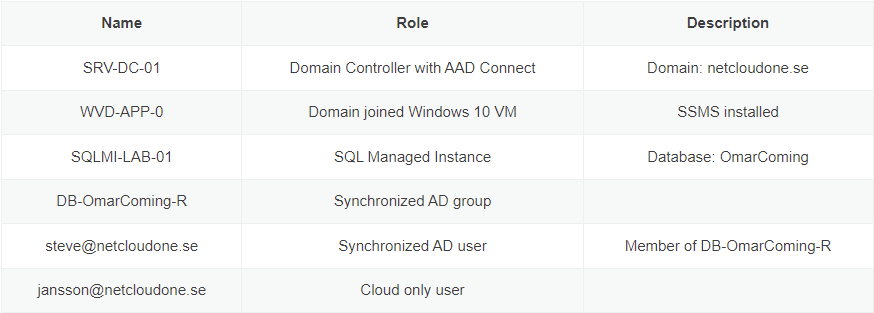 Name Role Description
SRV-DC-01 Domain Controller with AAD Connect Domain: netcloudone.se
WVD-APP-0 Domain joined Windows 10 VM SSMS installed
SQLMI-LAB-01 SQL Managed Instance Database: OmarComing
DB-OmarComing-R Synchronized AD group
steve@netcloudone.se Synchronized AD user Member of DB-OmarComing-R
jansson@netcloudone.se Cloud only user